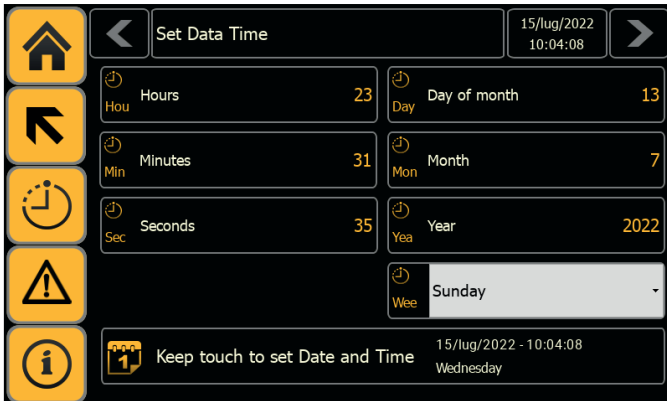 Set Data Time
15/lug/2022
10:04:08
Hou Hours 23
Day Day of month 13
Min Minutes 31
Mon Month 7
Sec Seconds 35
Yea Year 2022
Wee Sunday
1 Keep touch to set Date and Time
15/lug/2022 - 10:04:08
Wednesday
i